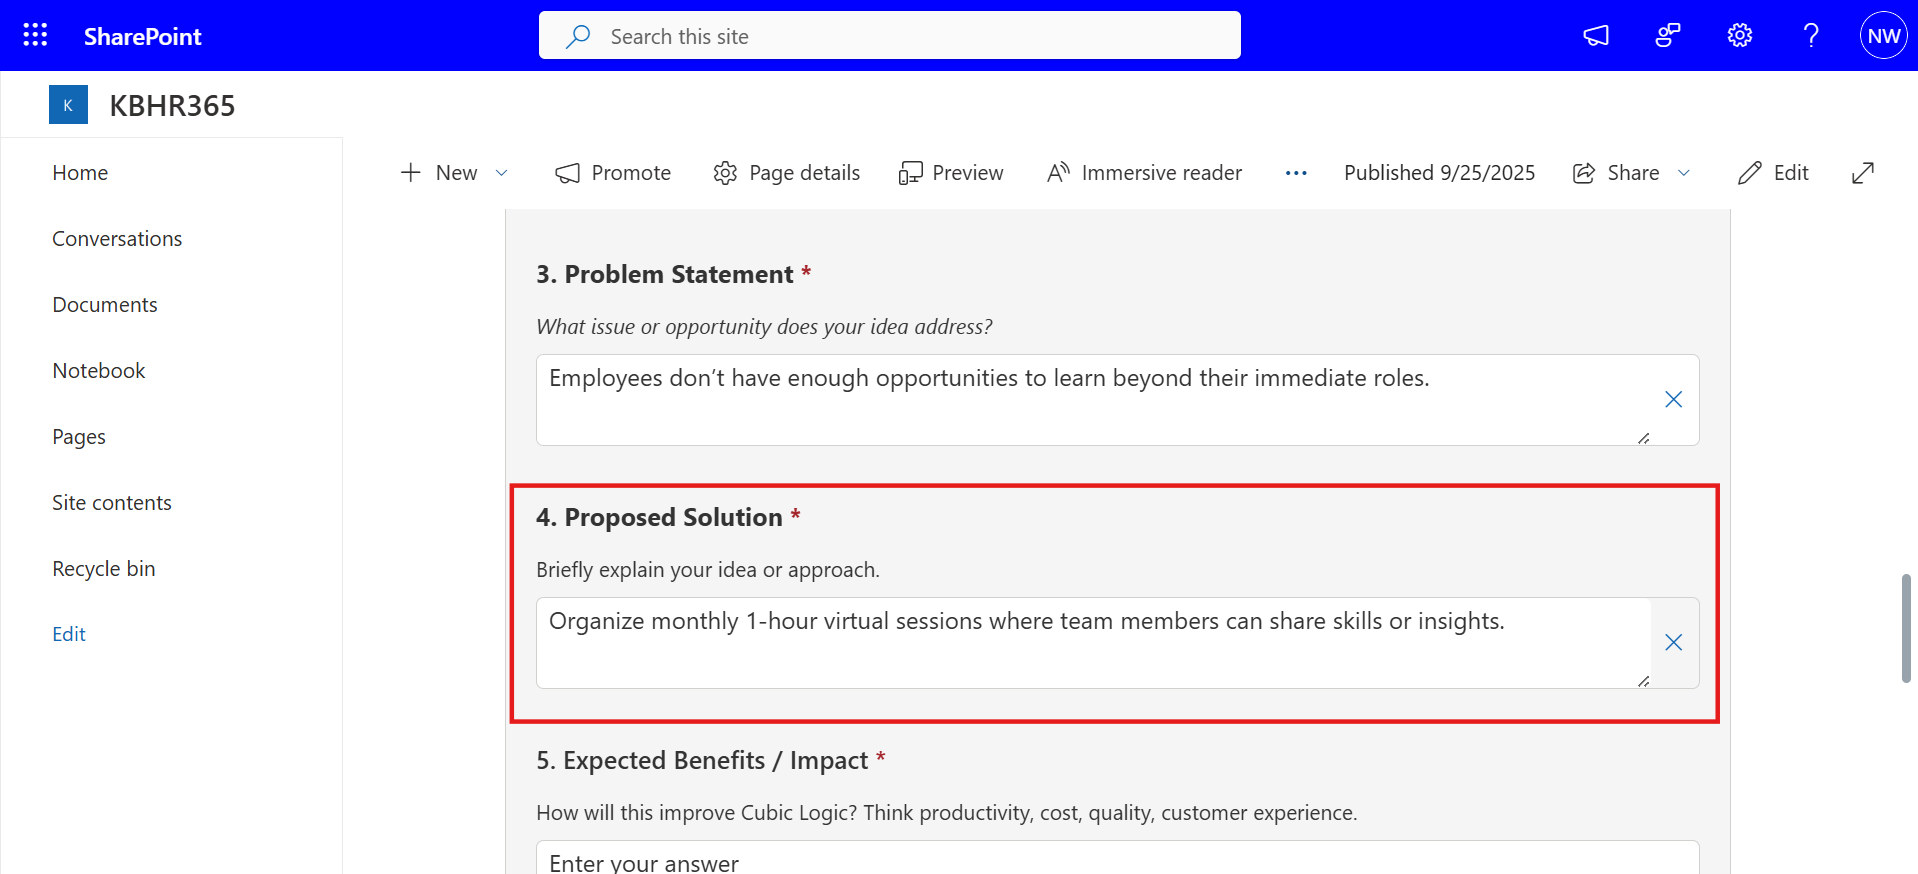 SharePoint
Search this site
NW
K
KBHR365
Home
Conversations
Documents
Notebook
Pages
Site contents
Recycle bin
Edit
New
Promote
Page details
Preview
Immersive reader
Published 9/25/2025
Share
Edit
3. Problem Statement *
What issue or opportunity does your idea address?
Employees don’t have enough opportunities to learn beyond their immediate roles.
4. Proposed Solution *
Briefly explain your idea or approach.
Organize monthly 1-hour virtual sessions where team members can share skills or insights.
5. Expected Benefits / Impact *
How will this improve Cubic Logic? Think productivity, cost, quality, customer experience.
Enter your answer